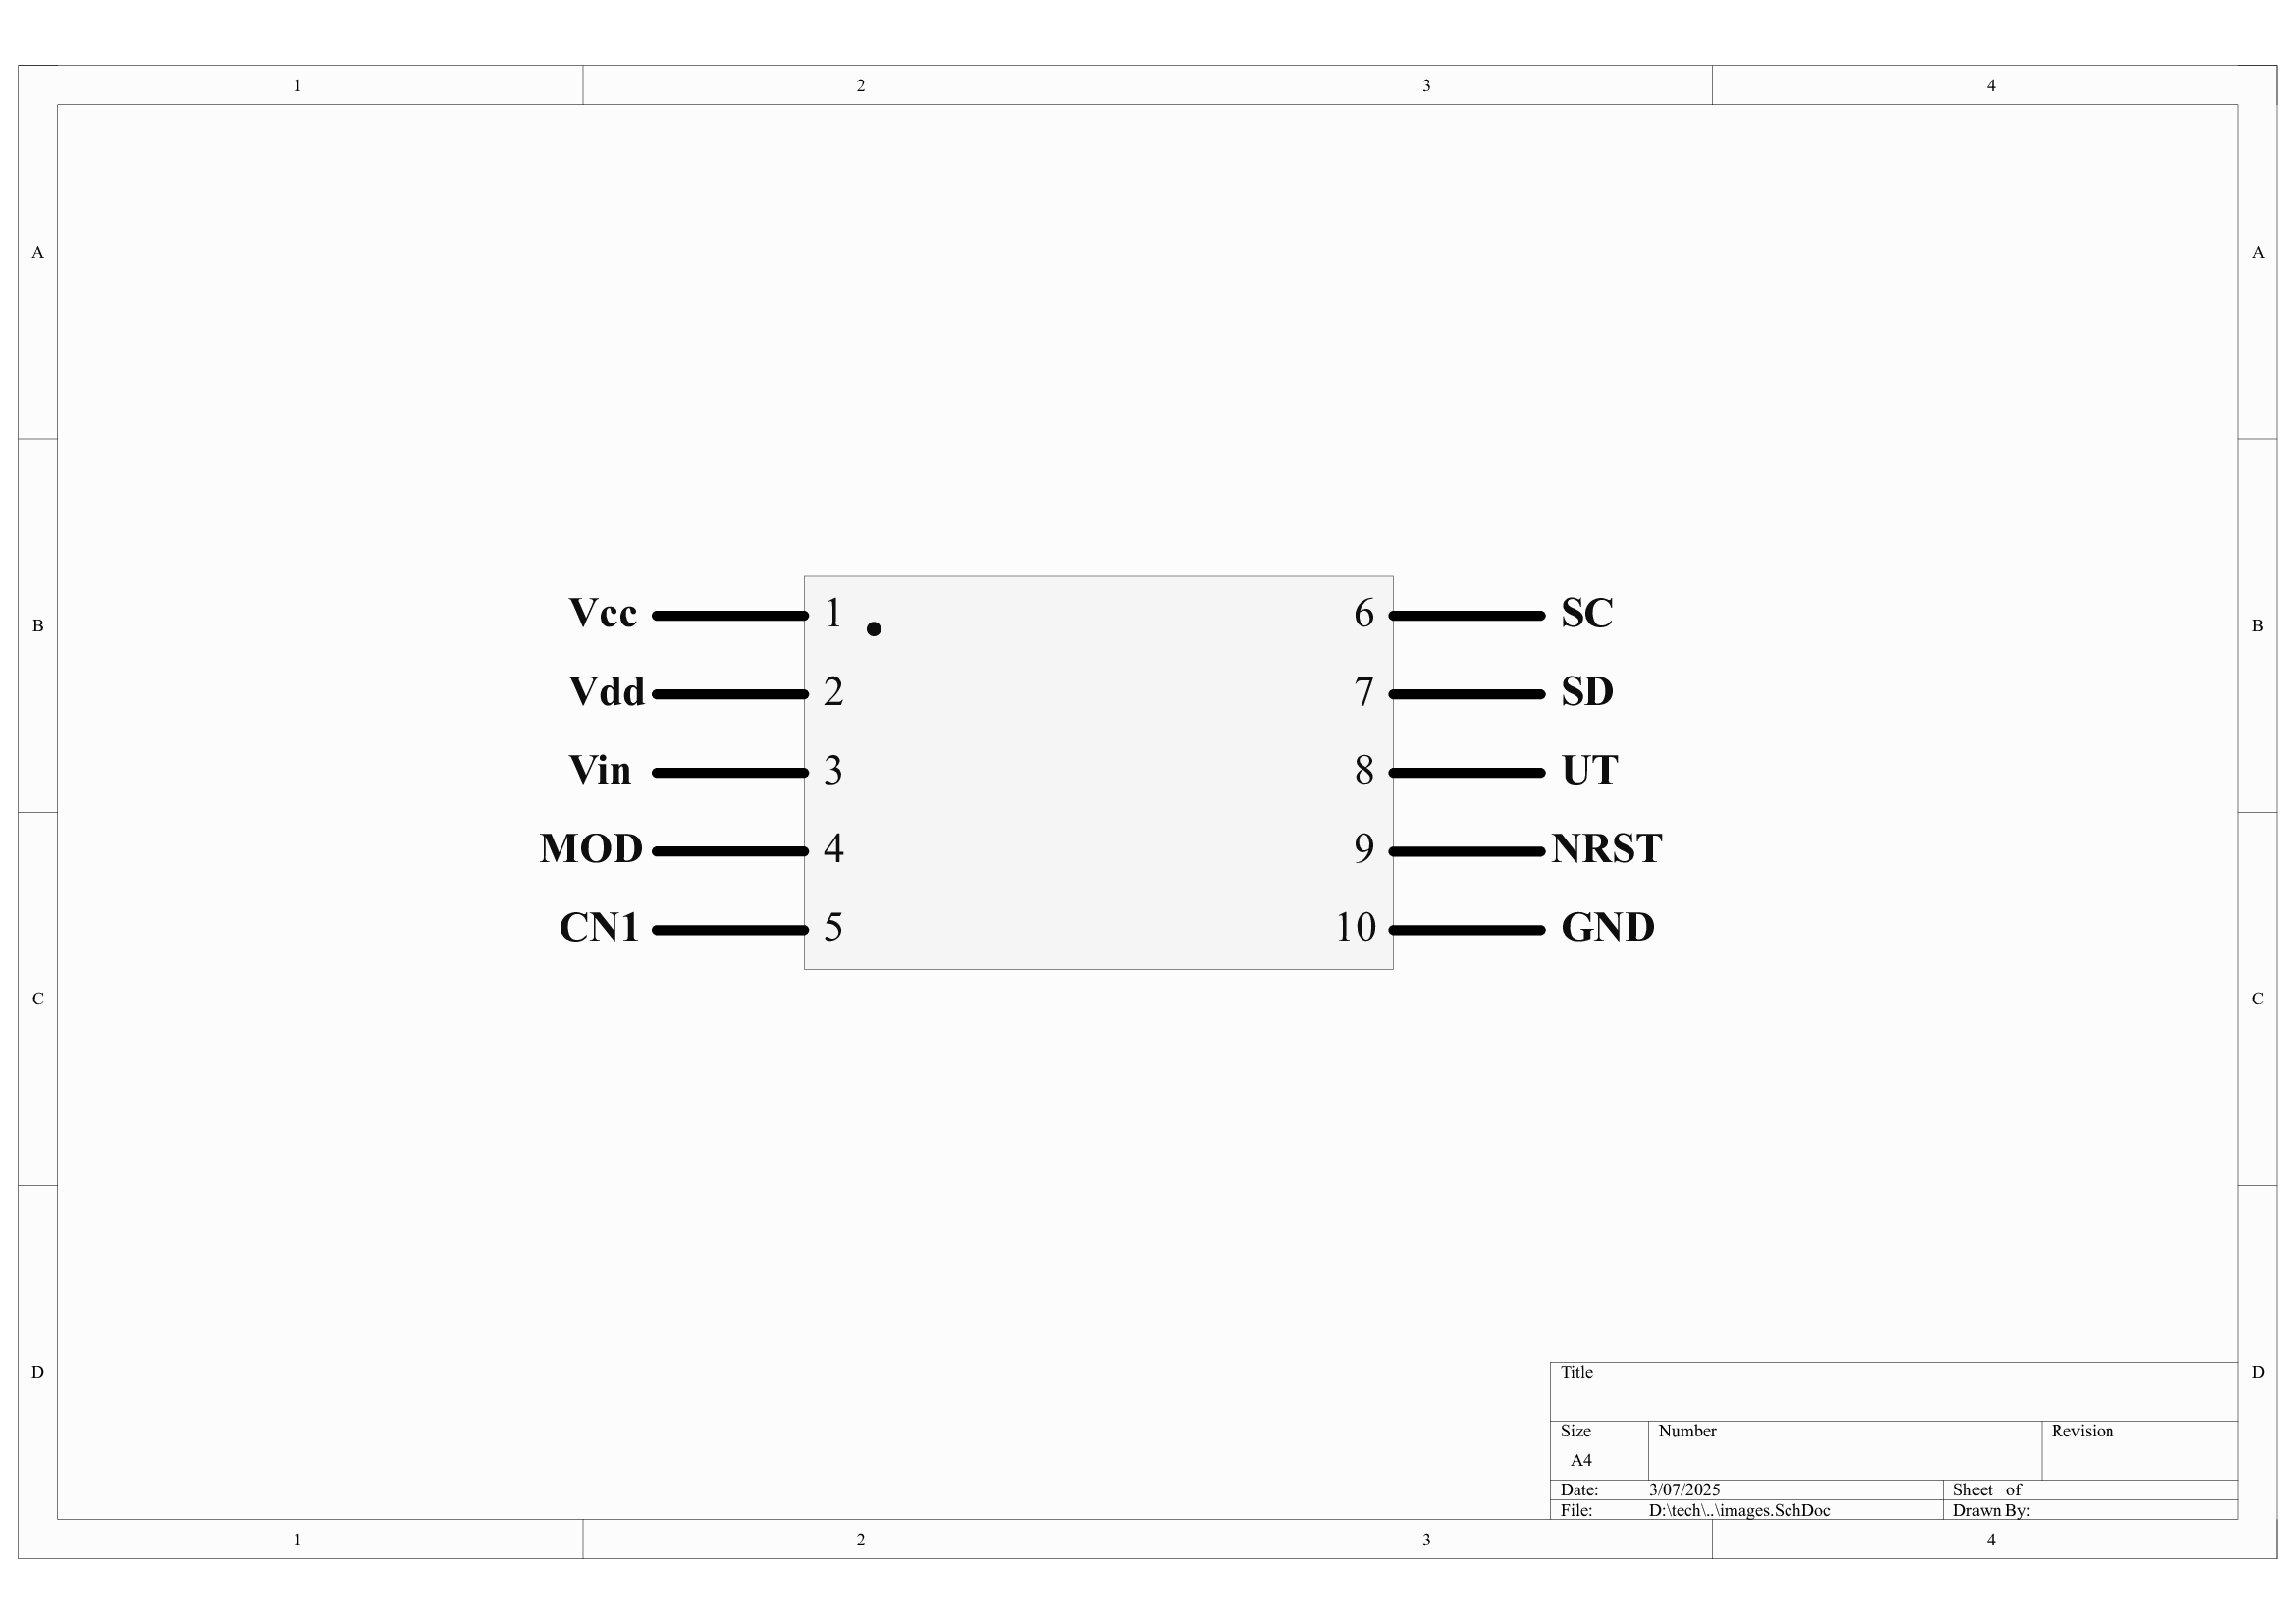 1 2 3 4
A A
Vcc 1 6 SC
B B
Vdd 2 7 SD
Vin 3 8 UT
MOD 4 9 NRST
CN1 5 10 GND
C C
Title
D D
Size Number Revision
A4
Date: 3/07/2025 Sheet of
File: D:\tech\..\images.SchDoc Drawn By:
1 2 3 4